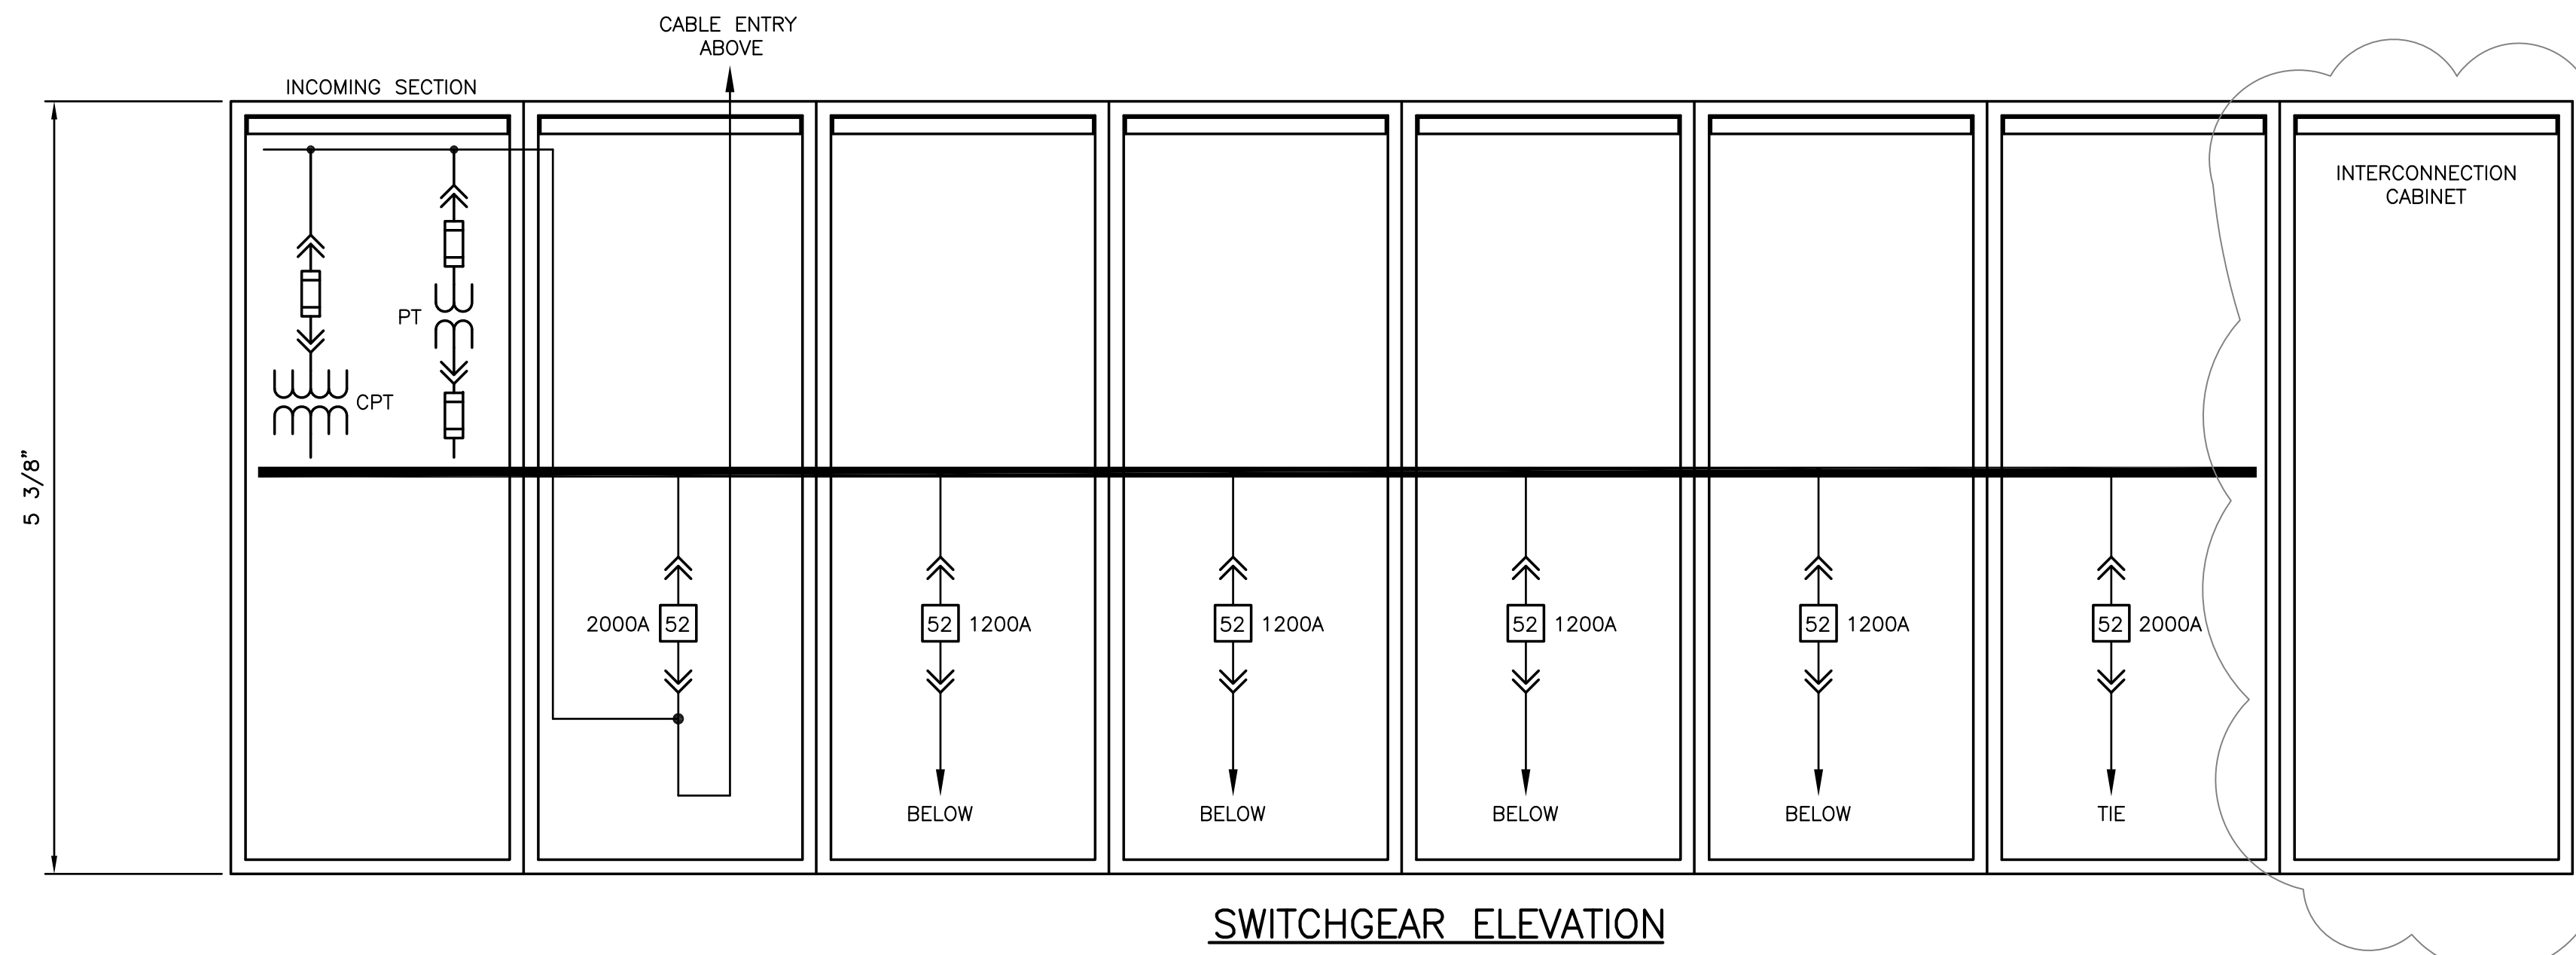 CABLE ENTRY
ABOVE
INCOMING SECTION
INTERCONNECTION
CABINET
PT
CPT
5 3/8"
2000A 52
52 1200A
52 1200A
52 1200A
52 1200A
52 2000A
BELOW
BELOW
BELOW
BELOW
TIE
SWITCHGEAR ELEVATION